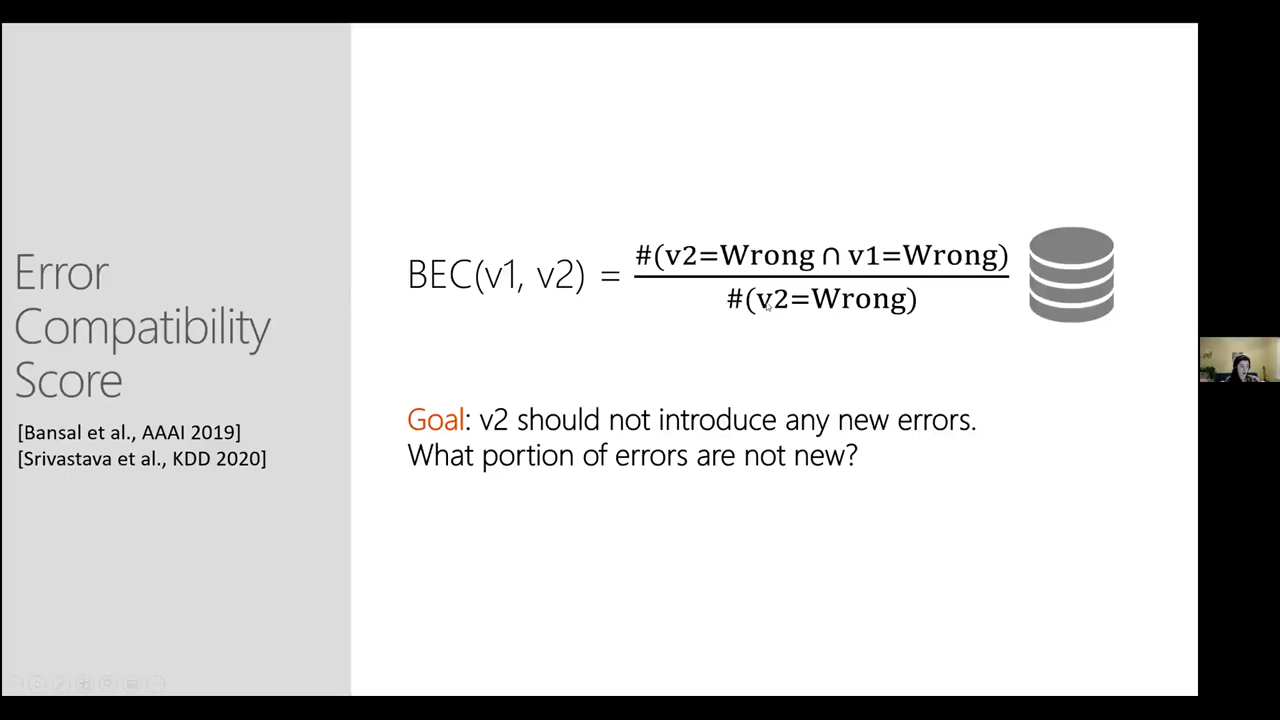 Error
Compatibility
Score
[Bansal et al., AAAI 2019]
[Srivastava et al., KDD 2020]
BEC(v1, v2) = #(v2=Wrong ∩ v1=Wrong)
#(v2=Wrong)
Goal: v2 should not introduce any new errors.
What portion of errors are not new?